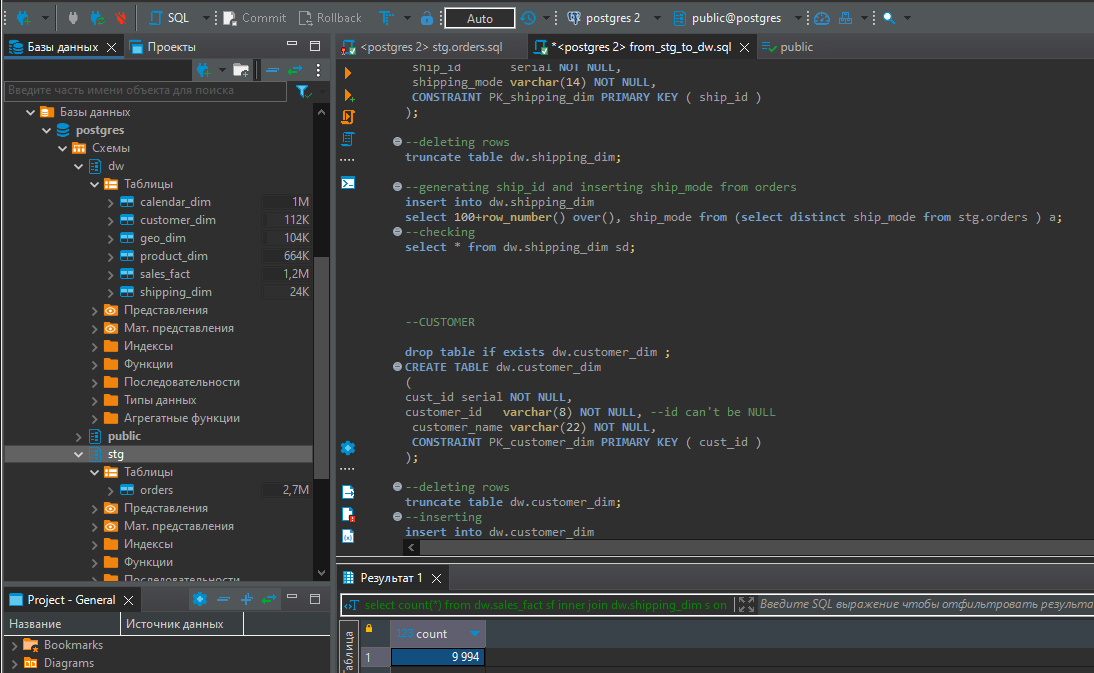 SQL Commit Rollback Auto postgres 2 public@postgres
Базы данных Проекты
Введите часть имени объекта для поиска
Базы данных
postgres
Схемы
dw
Таблицы
calendar_dim 1M
customer_dim 112K
geo_dim 104K
product_dim 664K
sales_fact 1,2M
shipping_dim 24K
Представления
Мат. представления
Индексы
Функции
Последовательности
Типы данных
Агрегатные функции
public
stg
Таблицы
orders 2,7M
Представления
Мат. представления
Индексы
Функции
Последовательности
Project - General
Название Источник данных
Bookmarks
Diagrams
<postgres 2> stg.orders.sql *<postgres 2> from_stg_to_dw.sql public
ship_id serial NOT NULL,
shipping_mode varchar(14) NOT NULL,
CONSTRAINT PK_shipping_dim PRIMARY KEY ( ship_id )
);
--deleting rows
truncate table dw.shipping_dim;
--generating ship_id and inserting ship_mode from orders
insert into dw.shipping_dim
select 100+row_number() over(), ship_mode from (select distinct ship_mode from stg.orders ) a;
--checking
select * from dw.shipping_dim sd;
--CUSTOMER
drop table if exists dw.customer_dim ;
CREATE TABLE dw.customer_dim
(
cust_id serial NOT NULL,
customer_id varchar(8) NOT NULL, --id can't be NULL
customer_name varchar(22) NOT NULL,
CONSTRAINT PK_customer_dim PRIMARY KEY ( cust_id )
);
--deleting rows
truncate table dw.customer_dim;
--inserting
insert into dw.customer_dim
Результат 1
select count(*) from dw.sales_fact sf inner join dw.shipping_dim s on Введите SQL выражение чтобы отфильтровать результа
аблица
123 count
1 9 994